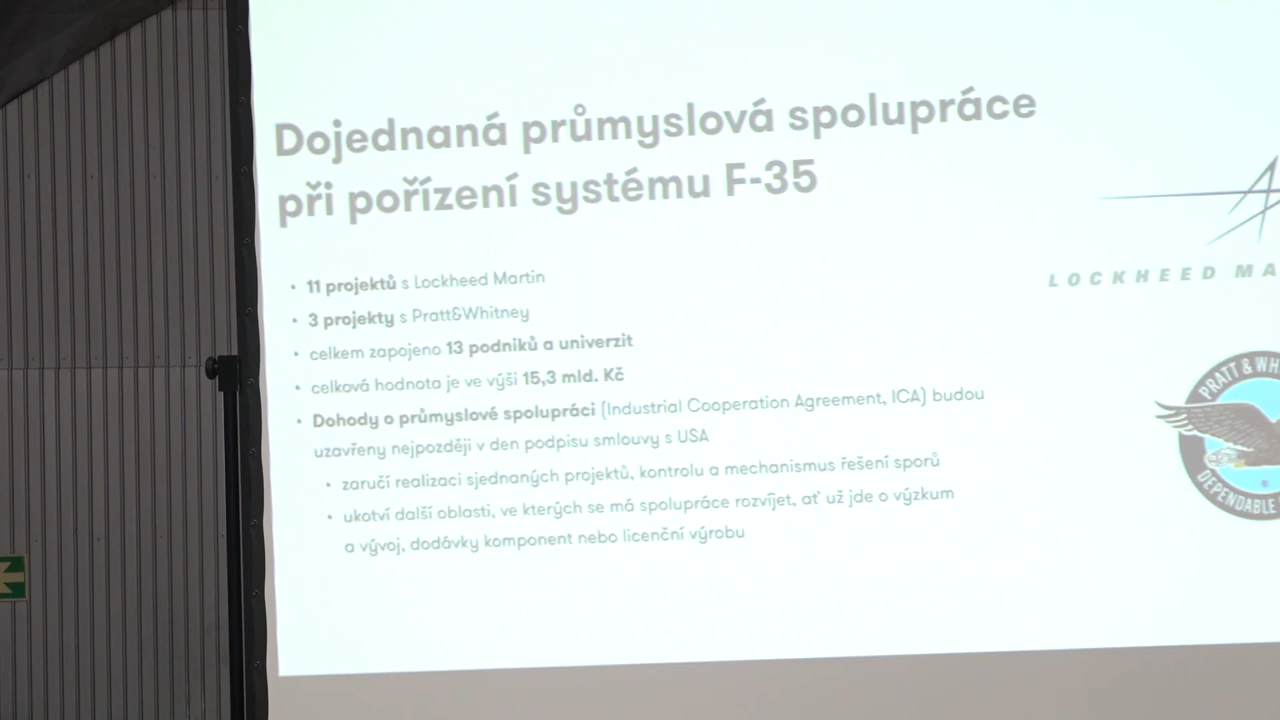 Dojednaná průmyslová spolupráce
při pořízení systému F-35
• 11 projektů s Lockheed Martin
• 3 projekty s Pratt&Whitney
• celkem zapojeno 13 podniků a univerzit
• celková hodnota je ve výši 15,3 mld. Kč
• Dohody o průmyslové spolupráci (Industrial Cooperation Agreement, ICA) budou
uzavřeny nejpozději v den podpisu smlouvy s USA
• zaručí realizaci sjednaných projektů, kontrolu a mechanismus řešení sporů
• ukotví další oblasti, ve kterých se má spolupráce rozvíjet, ať už jde o výzkum
a vývoj, dodávky komponent nebo licenční výrobu
LOCKHEED MA
PRATT & WH
DEPENDABLE